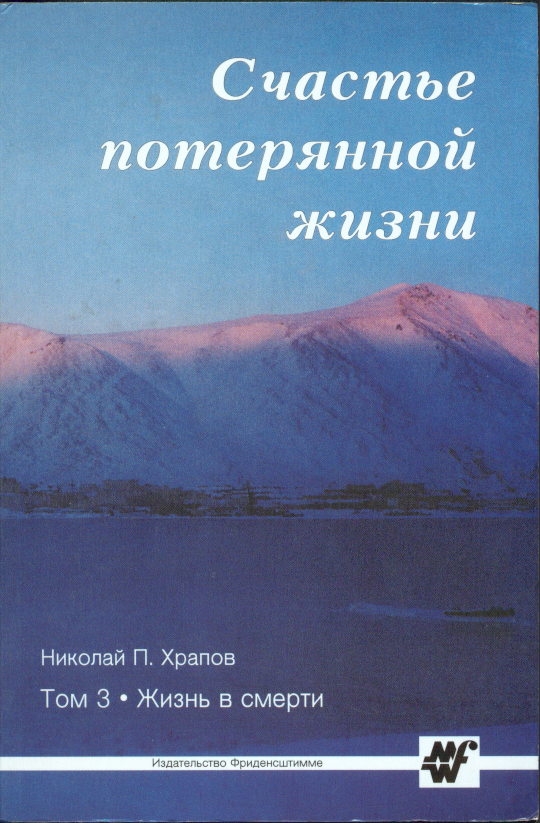 Счастье
потерянной
жизни
Николай П. Храпов
Том 3 • Жизнь в смерти
Издательство Фриденсштимме